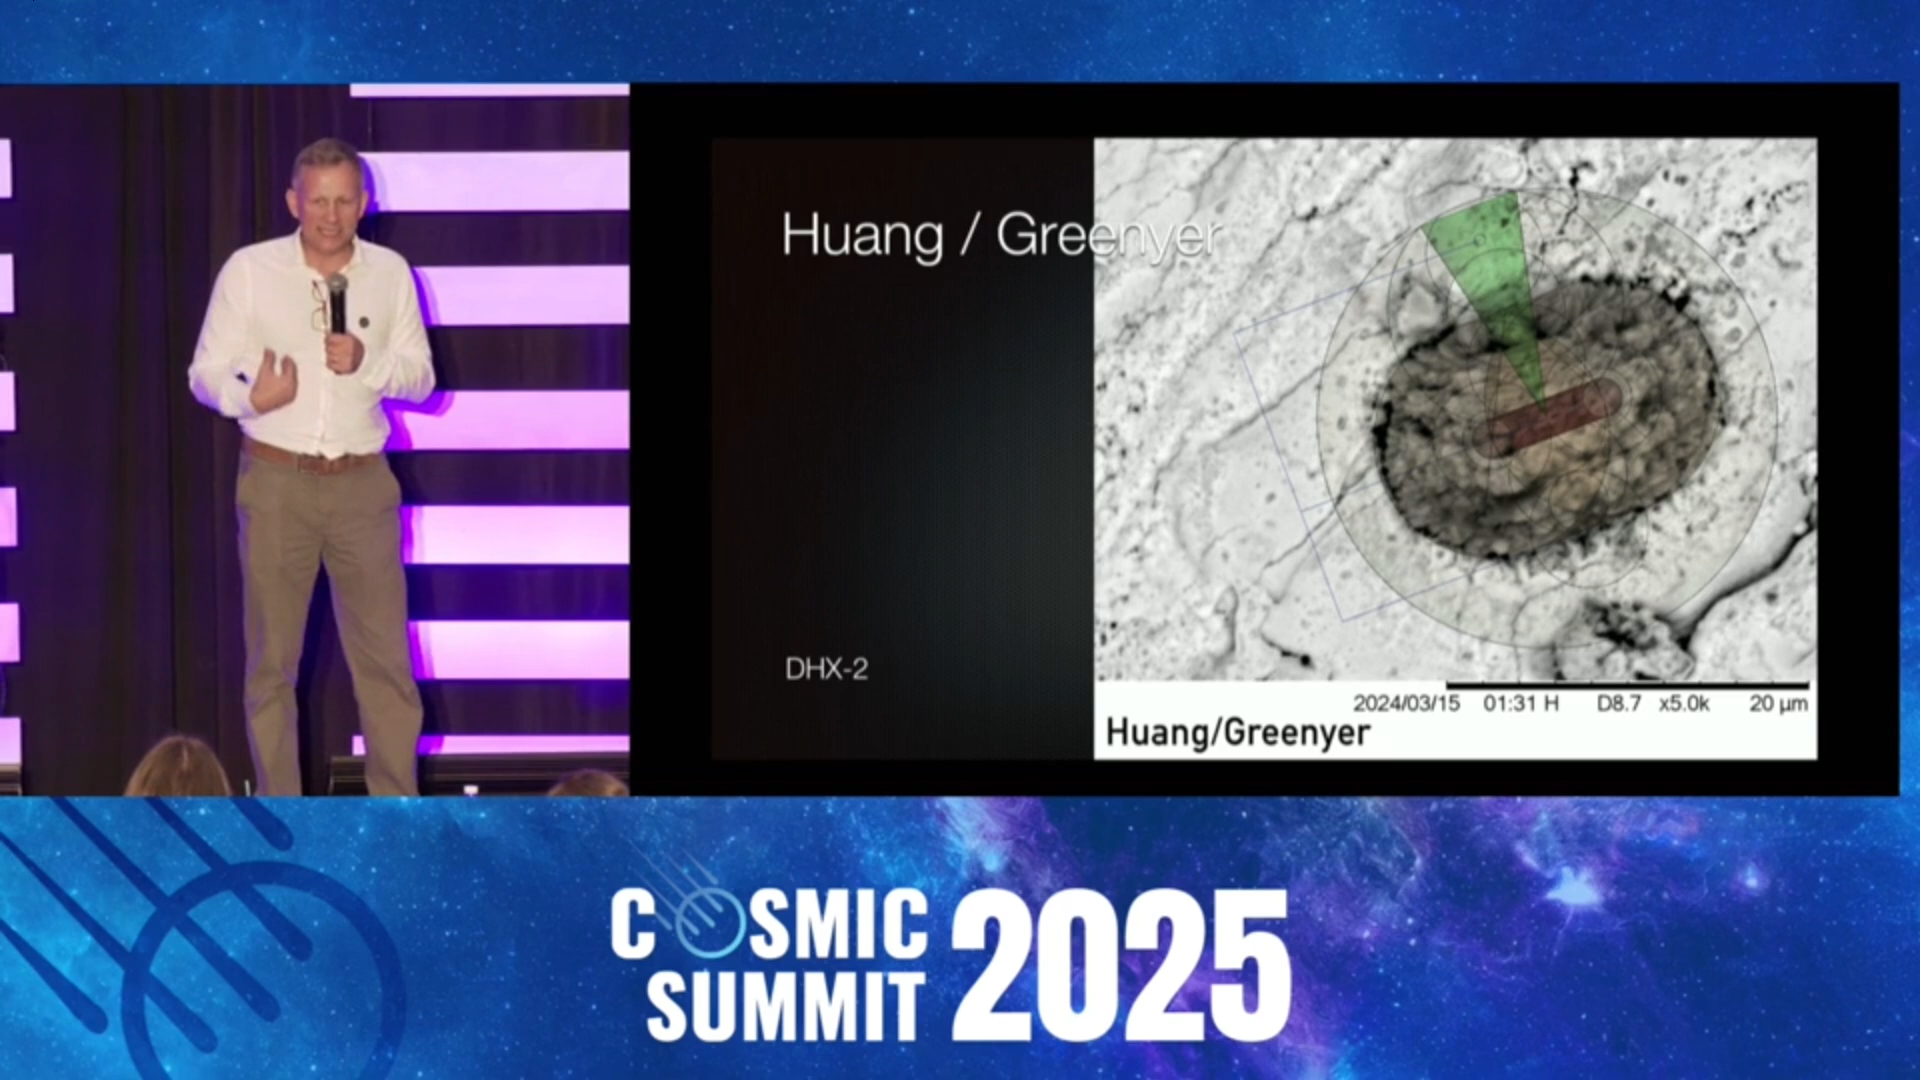 Huang / Greenyer
DHX-2
2024/03/15 01:31 H D8.7 x5.0k 20 µm
Huang/Greenyer
COSMIC
SUMMIT
2025